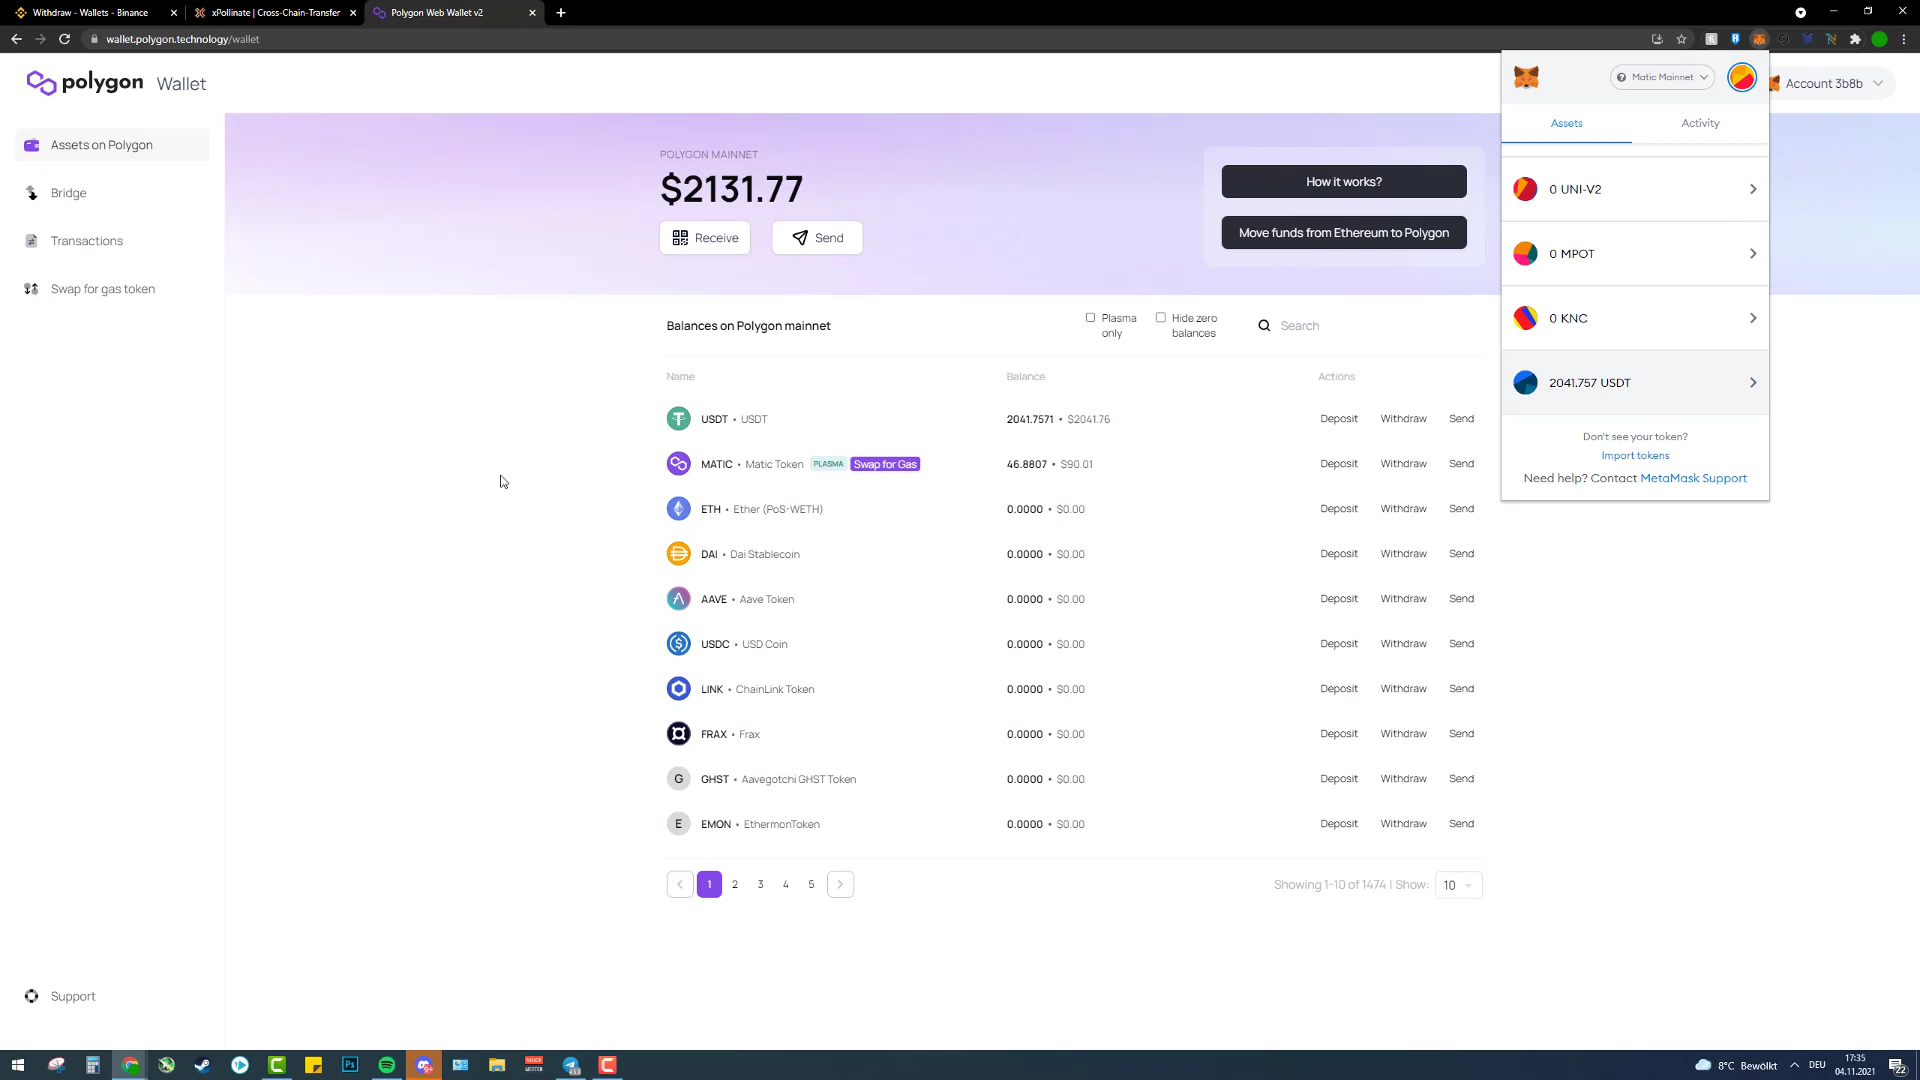 Withdraw - Wallets - Binance
xPollinate | Cross-Chain-Transfer
Polygon Web Wallet v2
wallet.polygon.technology/wallet
polygon Wallet
Account 3b8b
Assets on Polygon
Bridge
Transactions
Swap for gas token
Support
POLYGON MAINNET
$2131.77
Receive
Send
How it works?
Move funds from Ethereum to Polygon
Balances on Polygon mainnet
Plasma only
Hide zero balances
Search
Name Balance Actions
USDT • USDT 2041.7571 • $2041.76 Deposit Withdraw Send
MATIC • Matic Token PLASMA Swap for Gas 46.8807 • $90.01 Deposit Withdraw Send
ETH • Ether (PoS-WETH) 0.0000 • $0.00 Deposit Withdraw Send
DAI • Dai Stablecoin 0.0000 • $0.00 Deposit Withdraw Send
AAVE • Aave Token 0.0000 • $0.00 Deposit Withdraw Send
USDC • USD Coin 0.0000 • $0.00 Deposit Withdraw Send
LINK • ChainLink Token 0.0000 • $0.00 Deposit Withdraw Send
FRAX • Frax 0.0000 • $0.00 Deposit Withdraw Send
G GHST • Aavegotchi GHST Token 0.0000 • $0.00 Deposit Withdraw Send
E EMON • EthermonToken 0.0000 • $0.00 Deposit Withdraw Send
1 2 3 4 5
Showing 1-10 of 1474 | Show: 10
Matic Mainnet
Assets Activity
0 UNI-V2
0 MPOT
0 KNC
2041.757 USDT
Don't see your token?
Import tokens
Need help? Contact MetaMask Support
Ps
VOICE
8°C Bewölkt
DEU
17:35
04.11.2021
22